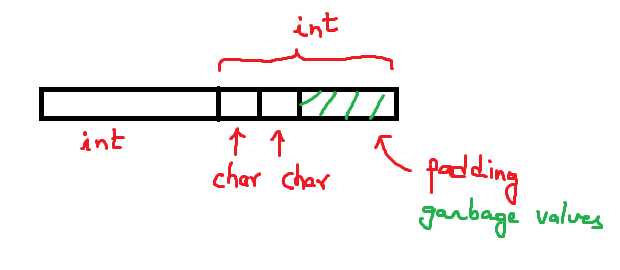 int
int
char
char
padding
garbage values